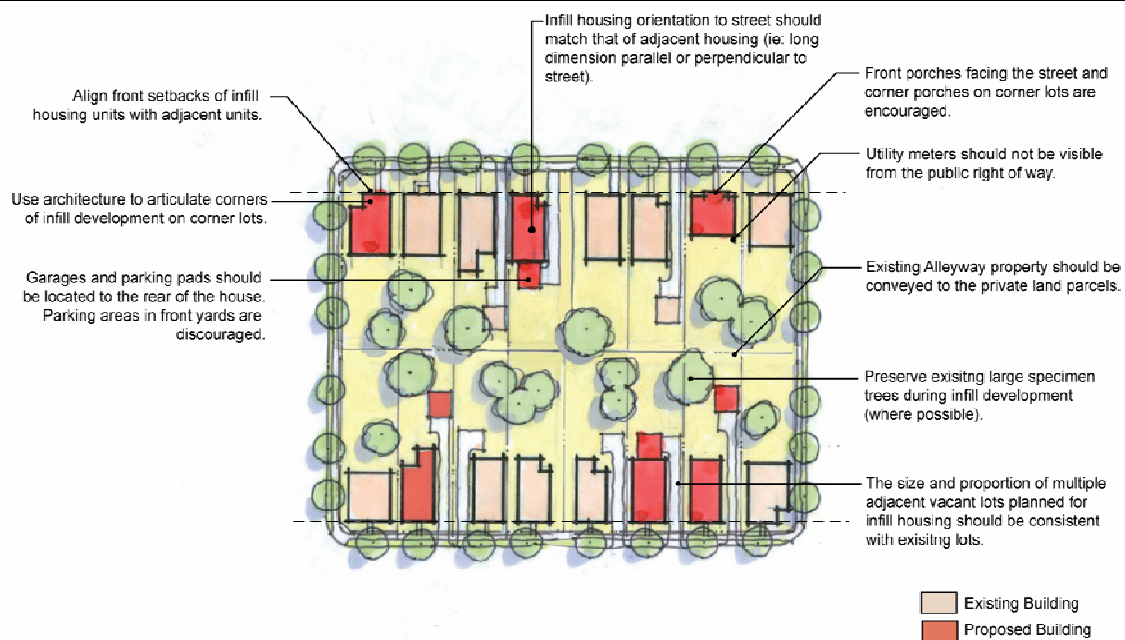 Infill housing orientation to street should
match that of adjacent housing (ie: long
dimension parallel or perpendicular to
street).
Align front setbacks of infill
housing units with adjacent units.
Front porches facing the street and
corner porches on corner lots are
encouraged.
Utility meters should not be visible
from the public right of way.
Use architecture to articulate corners
of infill development on corner lots.
Garages and parking pads should
be located to the rear of the house.
Parking areas in front yards are
discouraged.
Existing Alleyway property should be
conveyed to the private land parcels.
Preserve exisitng large specimen
trees during infill development
(where possible).
The size and proportion of multiple
adjacent vacant lots planned for
infill housing should be consistent
with exisitng lots.
Existing Building
Proposed Building